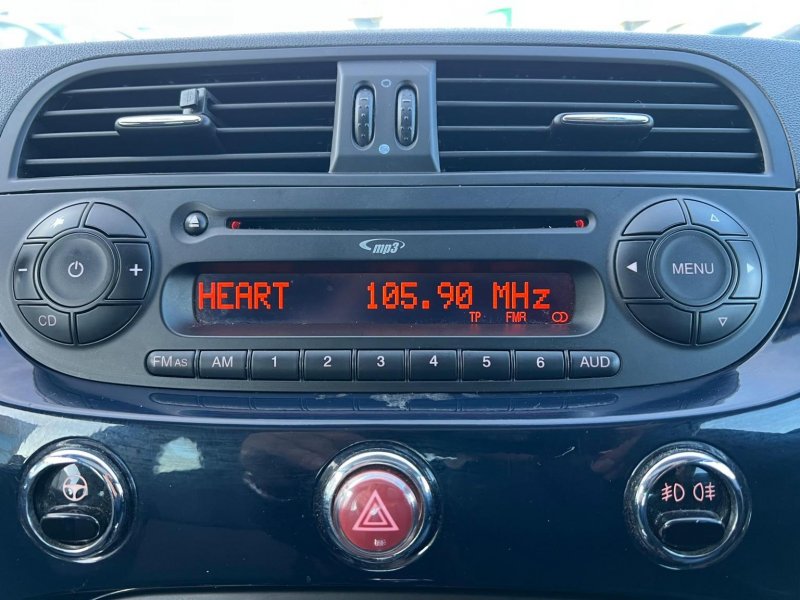 mp3
HEART 105.90 MHz
TP FMR
MENU
CD
FM AS AM 1 2 3 4 5 6 AUD